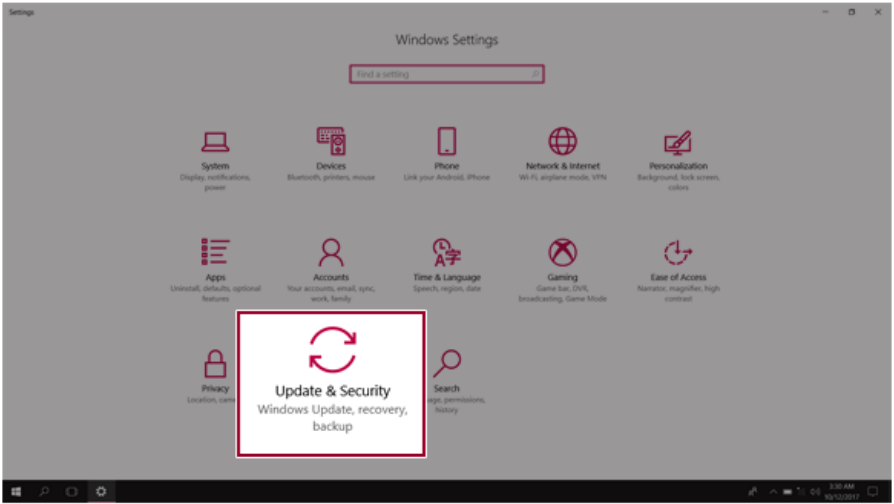 Settings
Windows Settings
Find a setting
System
Display, notifications,
power
Devices
Bluetooth, printers, mouse
Phone
Link your Android, iPhone
Network & Internet
Wi-Fi, airplane mode, VPN
Personalization
Background, lock screen,
colors
Apps
Uninstall, defaults, optional
features
Accounts
Your accounts, email, sync,
work, family
Time & Language
Speech, region, date
Gaming
Game bar, DVR,
broadcasting, Game Mode
Ease of Access
Narrator, magnifier, high
contrast
Privacy
Location,
Update & Security
Windows Update, recovery,
backup
Search
permissions,
history
3:30 AM
10/12/2017